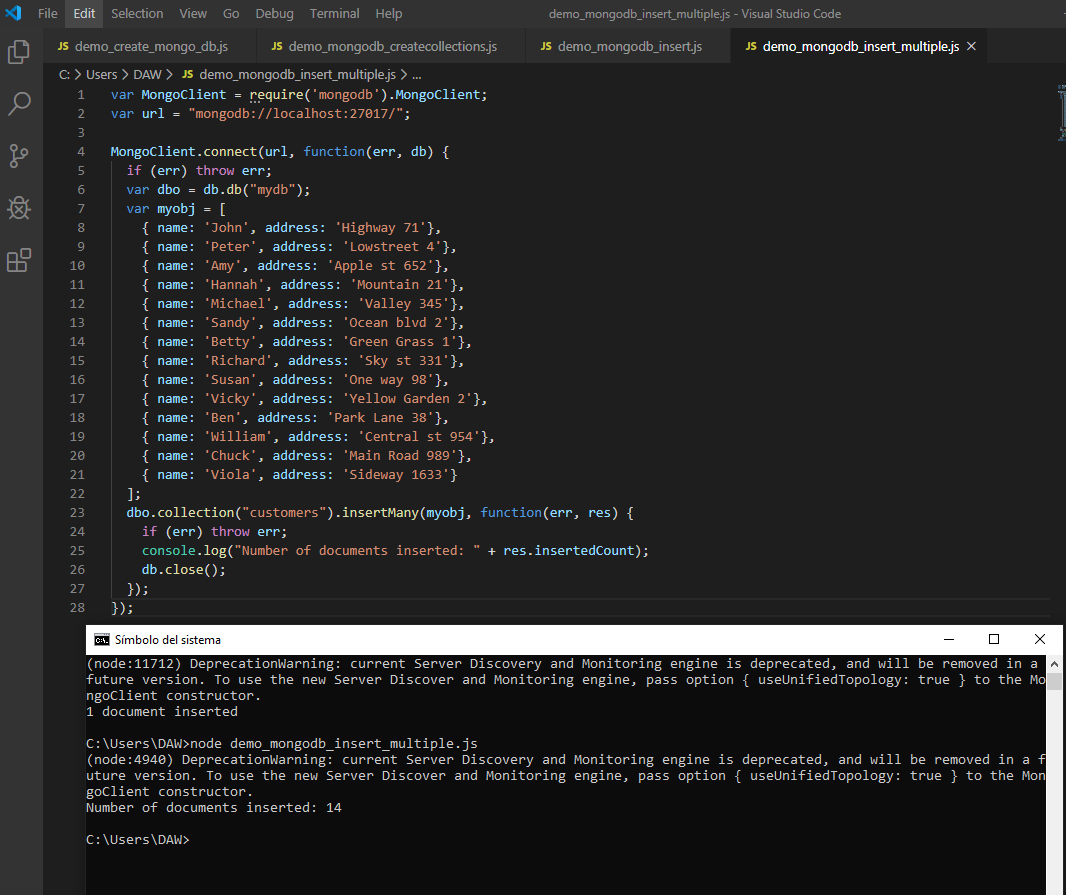 File Edit Selection View Go Debug Terminal Help demo_mongodb_insert_multiple.js - Visual Studio Code
JS demo_create_mongo_db.js JS demo_mongodb_createcollections.js JS demo_mongodb_insert.js JS demo_mongodb_insert_multiple.js ×
C: > Users > DAW > JS demo_mongodb_insert_multiple.js > ...
1 var MongoClient = require('mongodb').MongoClient;
2 var url = "mongodb://localhost:27017/";
3
4 MongoClient.connect(url, function(err, db) {
5   if (err) throw err;
6   var dbo = db.db("mydb");
7   var myobj = [
8     { name: 'John', address: 'Highway 71'},
9     { name: 'Peter', address: 'Lowstreet 4'},
10     { name: 'Amy', address: 'Apple st 652'},
11     { name: 'Hannah', address: 'Mountain 21'},
12     { name: 'Michael', address: 'Valley 345'},
13     { name: 'Sandy', address: 'Ocean blvd 2'},
14     { name: 'Betty', address: 'Green Grass 1'},
15     { name: 'Richard', address: 'Sky st 331'},
16     { name: 'Susan', address: 'One way 98'},
17     { name: 'Vicky', address: 'Yellow Garden 2'},
18     { name: 'Ben', address: 'Park Lane 38'},
19     { name: 'William', address: 'Central st 954'},
20     { name: 'Chuck', address: 'Main Road 989'},
21     { name: 'Viola', address: 'Sideway 1633'}
22   ];
23   dbo.collection("customers").insertMany(myobj, function(err, res) {
24     if (err) throw err;
25     console.log("Number of documents inserted: " + res.insertedCount);
26     db.close();
27   });
28 });
Símbolo del sistema
(node:11712) DeprecationWarning: current Server Discovery and Monitoring engine is deprecated, and will be removed in a
future version. To use the new Server Discover and Monitoring engine, pass option { useUnifiedTopology: true } to the Mo
ngoClient constructor.
1 document inserted
C:\Users\DAW>node demo_mongodb_insert_multiple.js
(node:4940) DeprecationWarning: current Server Discovery and Monitoring engine is deprecated, and will be removed in a f
uture version. To use the new Server Discover and Monitoring engine, pass option { useUnifiedTopology: true } to the Mon
goClient constructor.
Number of documents inserted: 14
C:\Users\DAW>